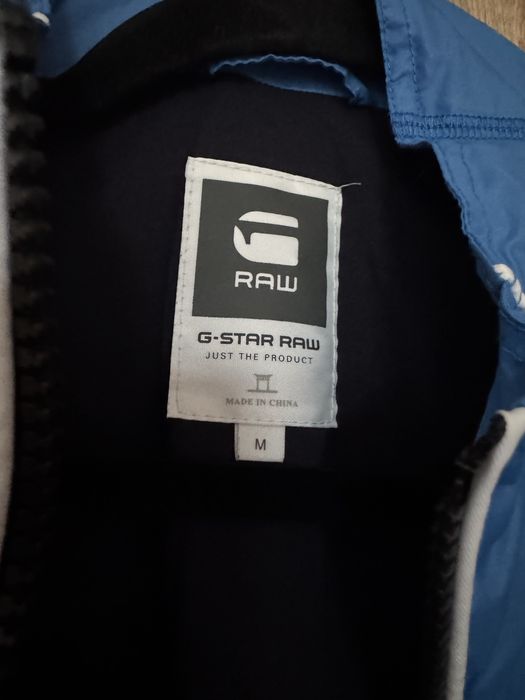 RAW
G-STAR RAW
JUST THE PRODUCT
MADE IN CHINA
M